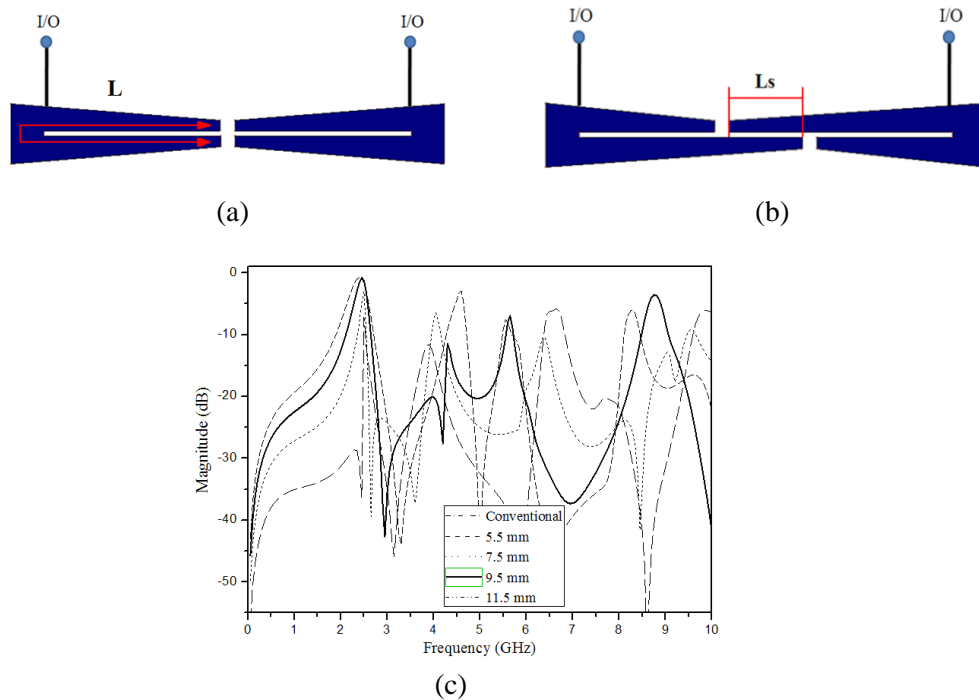 I/O I/O
L
(a)
I/O I/O
Ls
(b)
Magnitude (dB)
0
-10
-20
-30
-40
-50
Conventional
5.5 mm
7.5 mm
9.5 mm
11.5 mm
0 1 2 3 4 5 6 7 8 9 10
Frequency (GHz)
(c)